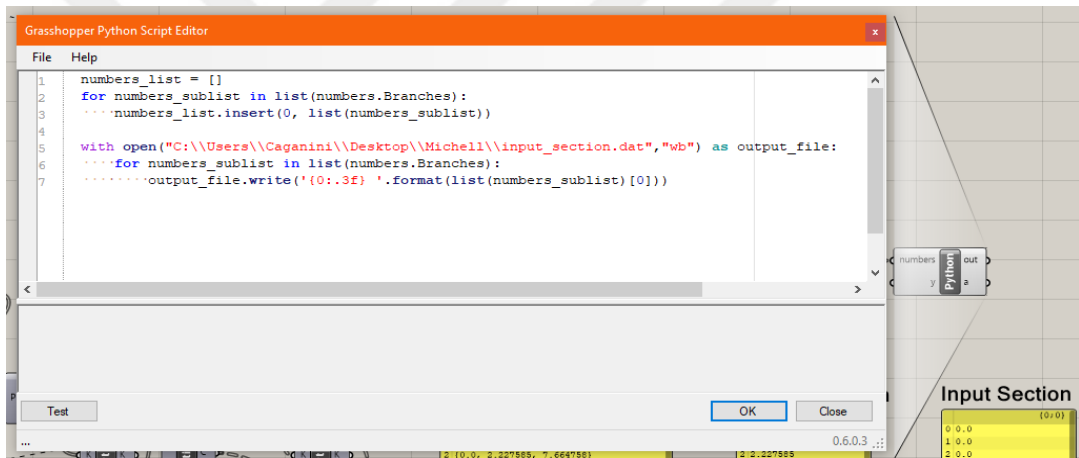 Grasshopper Python Script Editor
x
File Help
1 numbers_list = []
2 for numbers_sublist in list(numbers.Branches):
3 ····numbers_list.insert(0, list(numbers_sublist))
4
5 with open("C:\\Users\\Caganini\\Desktop\\Michell\\input_section.dat","wb") as output_file:
6 ····for numbers_sublist in list(numbers.Branches):
7 ········output_file.write('{0:.3f} '.format(list(numbers_sublist)[0]))
numbers Python out
y a
Test OK Close
... 0.6.0.3
Input Section
{0;0}
0 0.0
1 0.0
2 0.0
2 [0.0, 2.227585, 7.664758}
2 2.227585